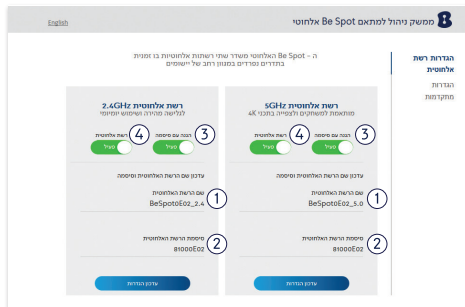 English
ממשק ניהול למתאם Be Spot אלחוטי
הגדרות רשת
אלחוטית
הגדרות
מתקדמות
ה - Be Spot האלחוטי משדר שתי רשתות אלחוטיות בו זמנית
בתדרים נפרדים במגוון רחב של יישומים
רשת אלחוטית 5GHz
מותאמת למשחקים ולצפייה בתכני 4K
הגנה עם סיסמה
3
רשת אלחוטית
4
פעיל
פעיל
עדכון שם הרשת האלחוטית וסיסמה
שם הרשת האלחוטית
1
BeSpot0E02_5.0
סיסמת הרשת האלחוטית
2
81000E02
עדכון הגדרות
רשת אלחוטית 2.4GHz
לגלישה מהירה ושימוש יומיומי
הגנה עם סיסמה
3
רשת אלחוטית
4
פעיל
פעיל
עדכון שם הרשת האלחוטית וסיסמה
שם הרשת האלחוטית
1
BeSpot0E02_2.4
סיסמת הרשת האלחוטית
2
81000E02
עדכון הגדרות